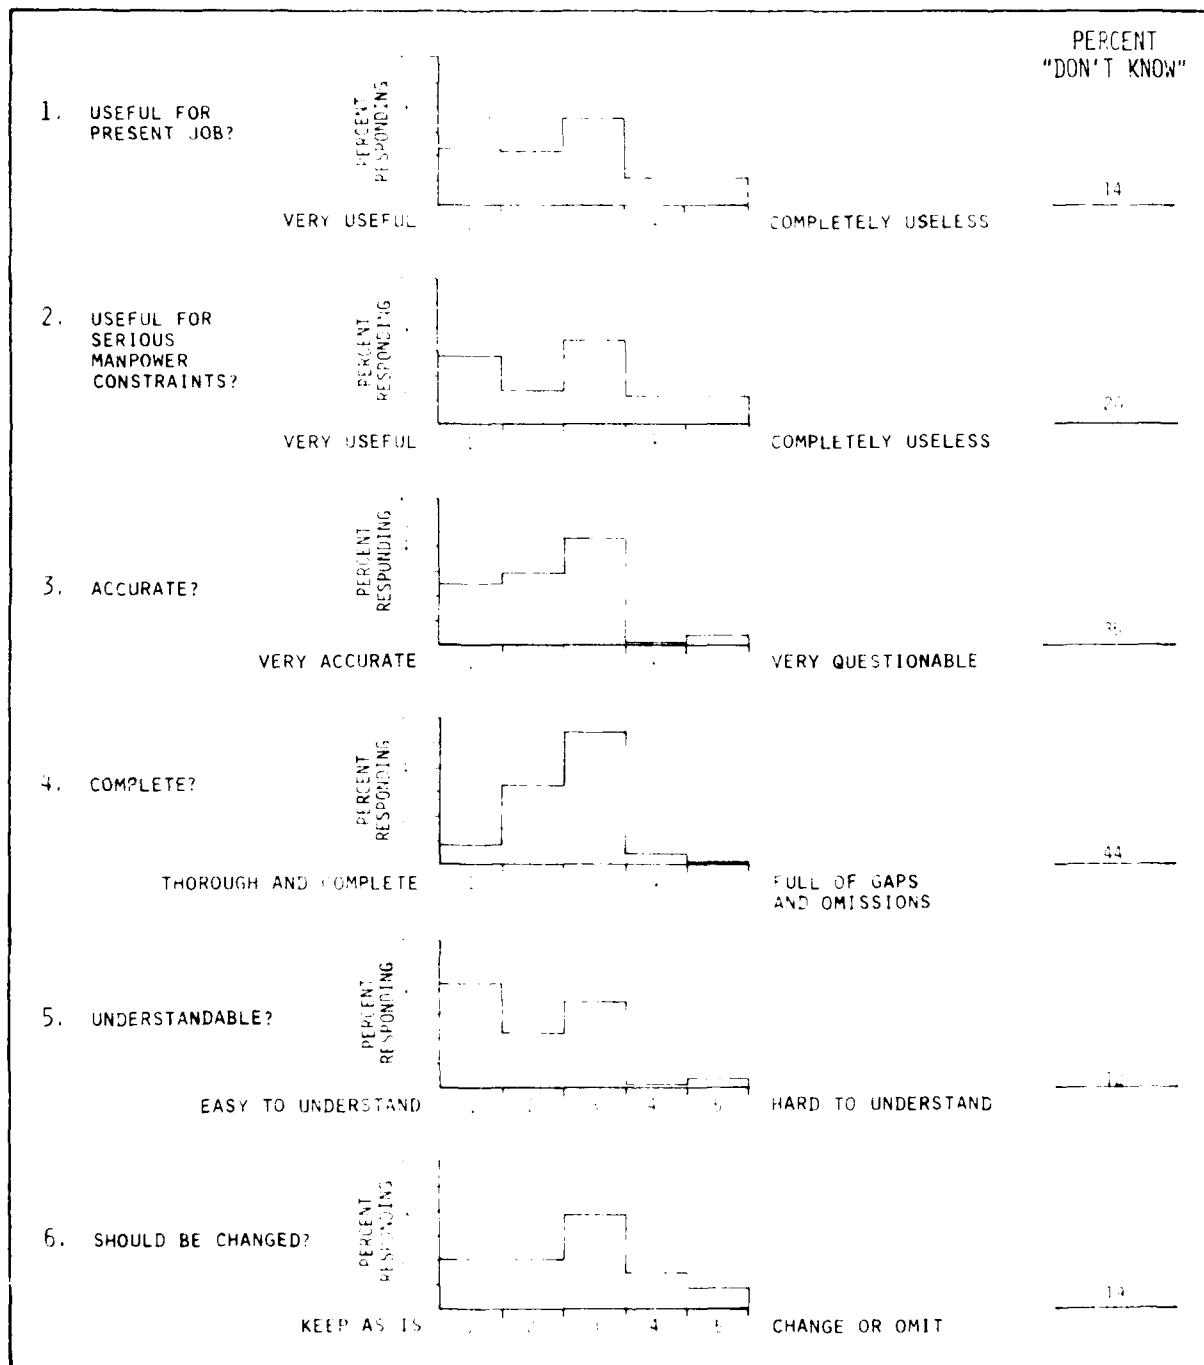 PERCENT
"DON'T KNOW"
1. USEFUL FOR
PRESENT JOB?
PERCENT
RESPONDING
VERY USEFUL
COMPLETELY USELESS
14
2. USEFUL FOR
SERIOUS
MANPOWER
CONSTRAINTS?
PERCENT
RESPONDING
VERY USEFUL
COMPLETELY USELESS
3. ACCURATE?
PERCENT
RESPONDING
VERY ACCURATE
VERY QUESTIONABLE
4. COMPLETE?
PERCENT
RESPONDING
THOROUGH AND COMPLETE
FULL OF GAPS
AND OMISSIONS
44
5. UNDERSTANDABLE?
PERCENT
RESPONDING
EASY TO UNDERSTAND
2 3 4 5
HARD TO UNDERSTAND
6. SHOULD BE CHANGED?
PERCENT
RESPONDING
KEEP AS IS
4
CHANGE OR OMIT